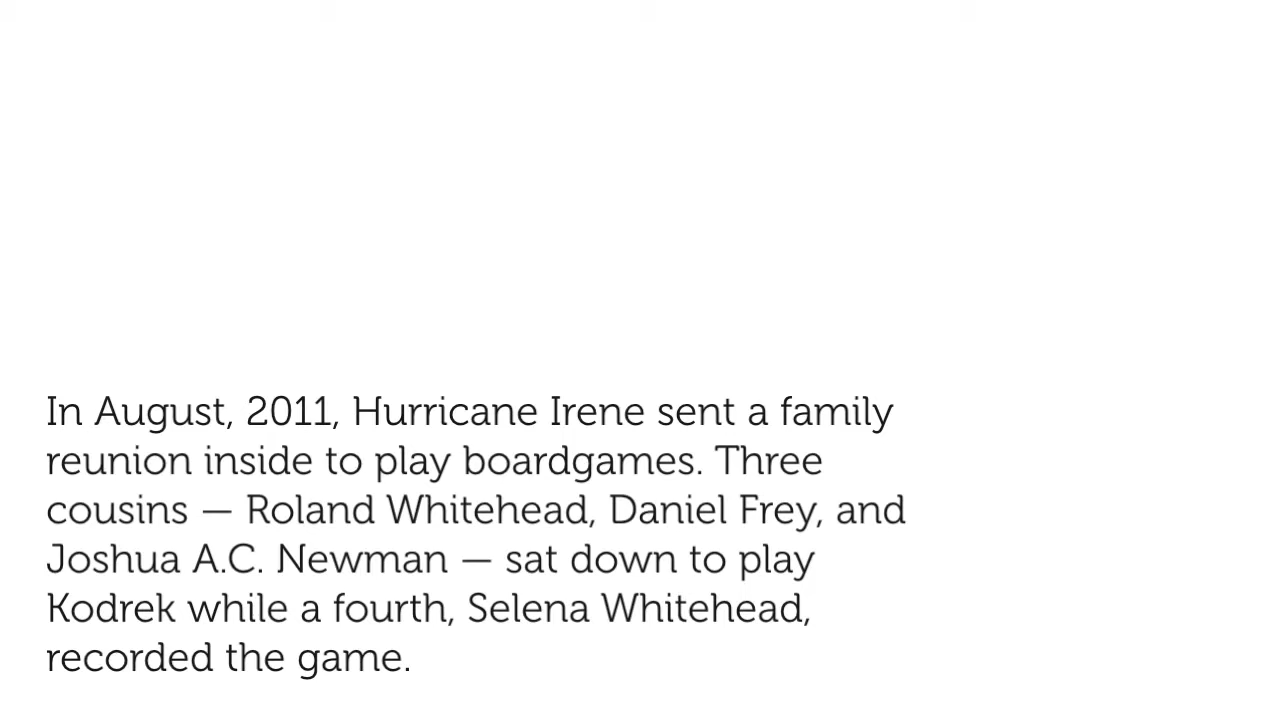 In August, 2011, Hurricane Irene sent a family
reunion inside to play boardgames. Three
cousins — Roland Whitehead, Daniel Frey, and
Joshua A.C. Newman — sat down to play
Kodrek while a fourth, Selena Whitehead,
recorded the game.